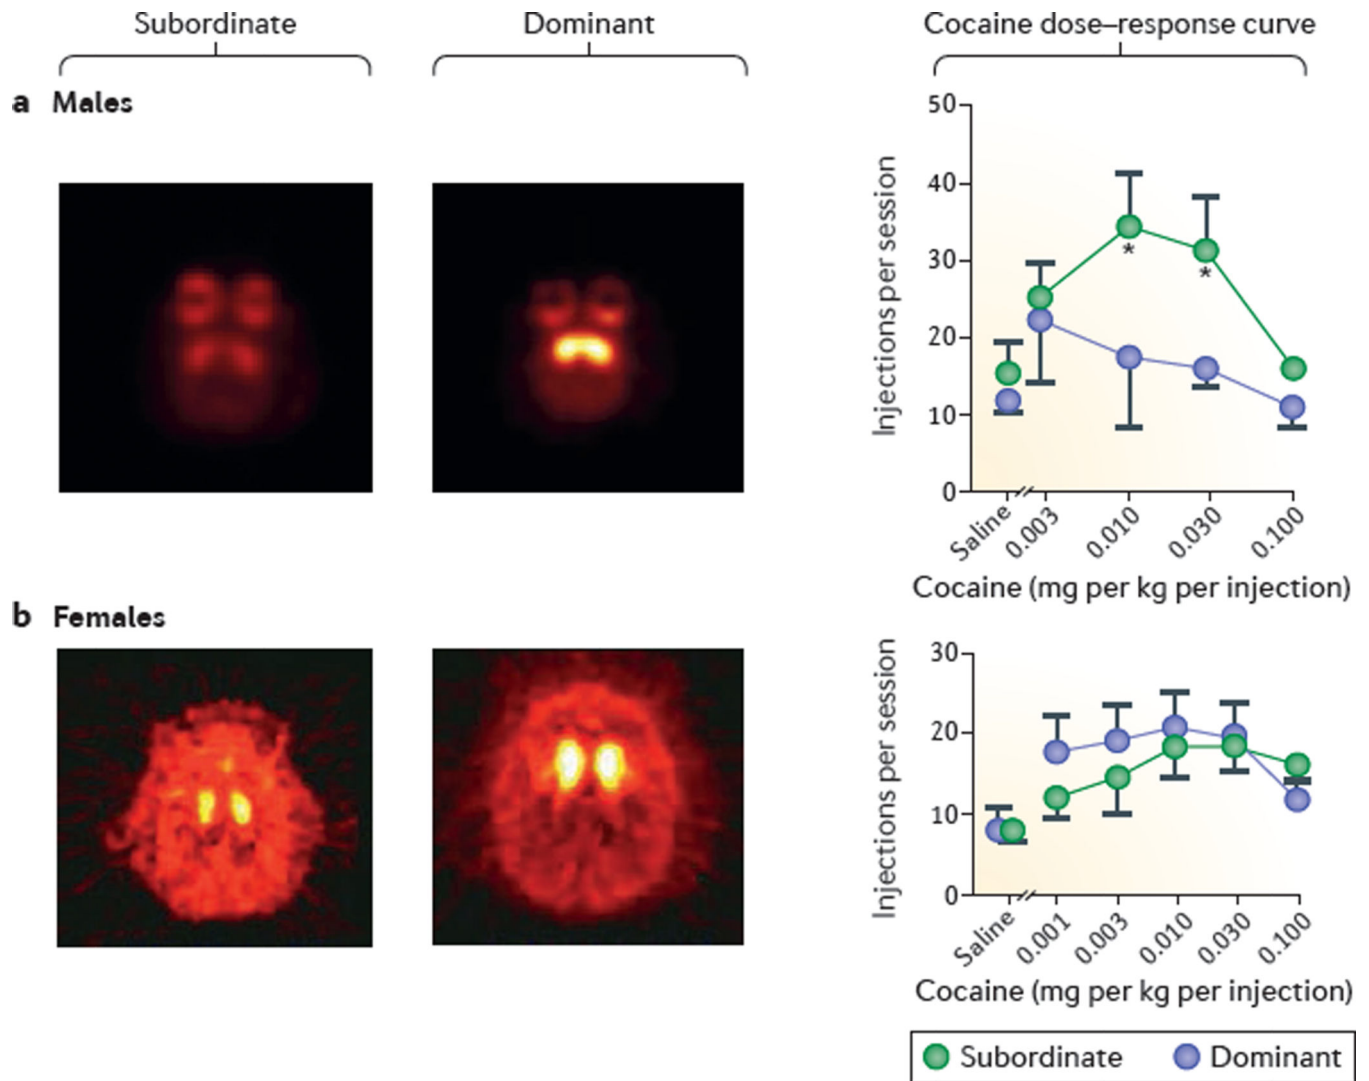 Subordinate
Dominant
Cocaine dose–response curve
a Males
Injections per session
50
40
30
20
10
0
*
*
Saline
0.003
0.010
0.030
0.100
Cocaine (mg per kg per injection)
b Females
Injections per session
30
20
10
0
Saline
0.001
0.003
0.010
0.030
0.100
Cocaine (mg per kg per injection)
Subordinate
Dominant